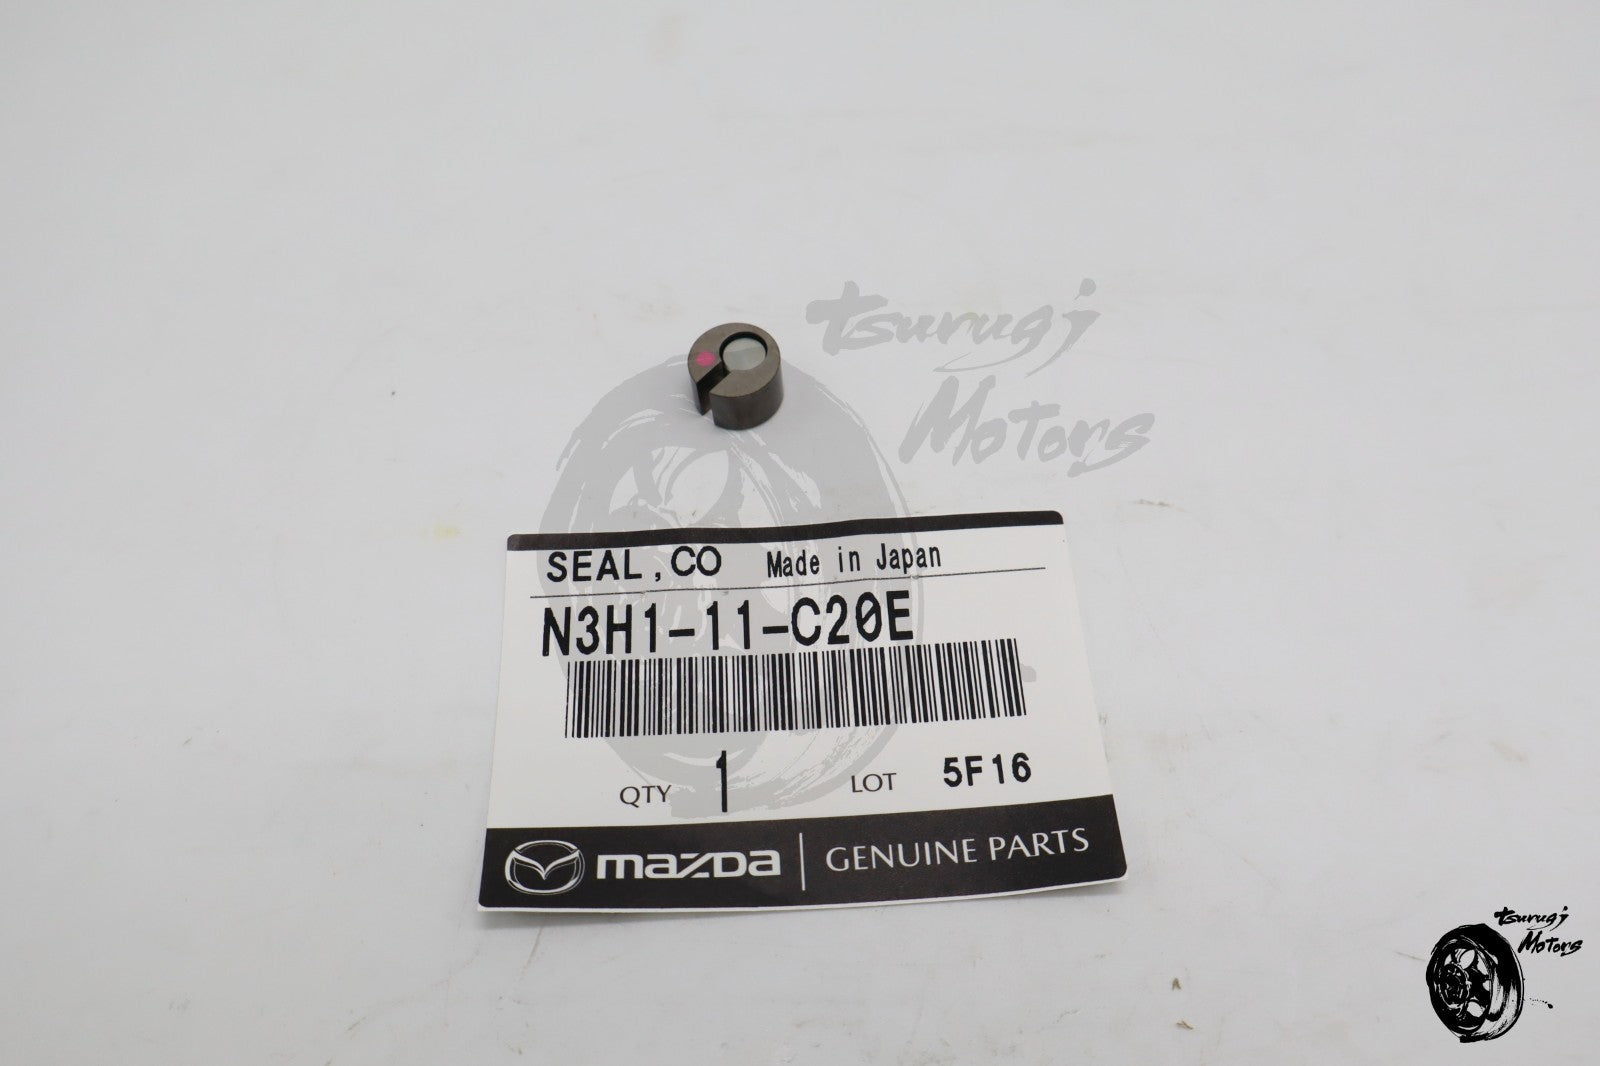 Tsurugi
Motors
SEAL,CO Made in Japan
N3H1-11-C20E
QTY 1 LOT 5F16
mazda GENUINE PARTS
Tsurugi
Motors